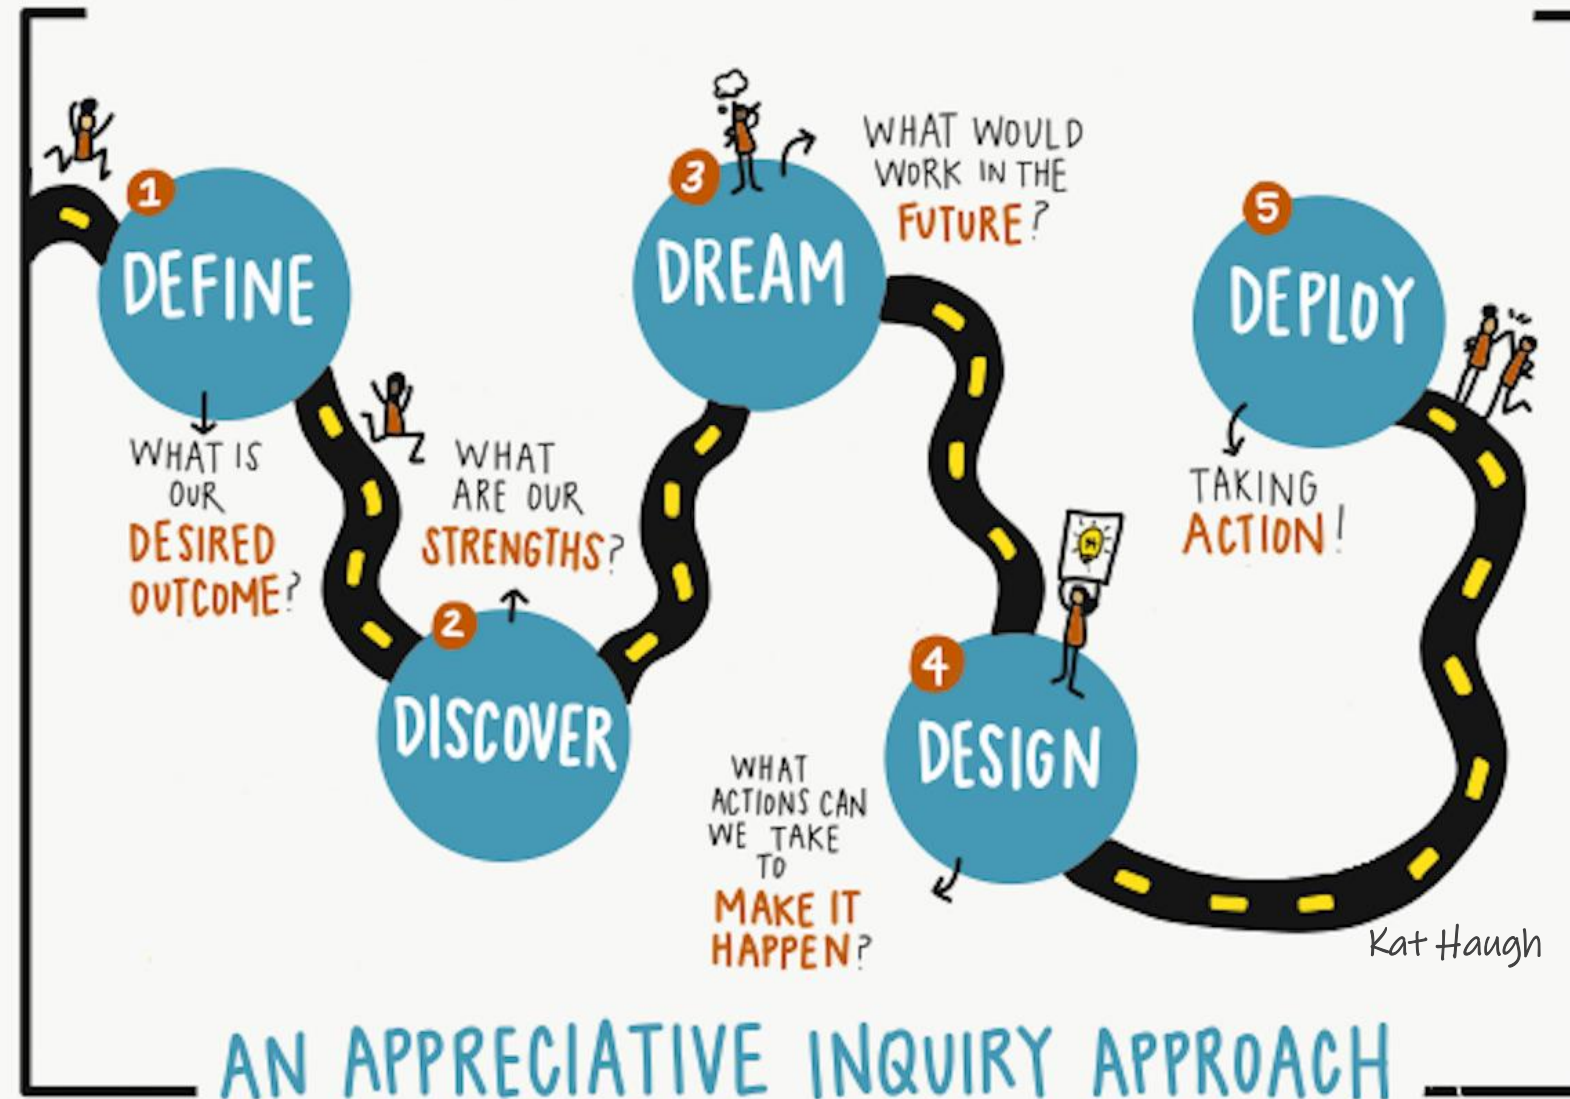 1
DEFINE
WHAT IS
OUR
DESIRED
OUTCOME?
2
DISCOVER
WHAT
ARE OUR
STRENGTHS?
3
DREAM
WHAT WOULD
WORK IN THE
FUTURE?
4
DESIGN
WHAT
ACTIONS CAN
WE TAKE
TO
MAKE IT
HAPPEN?
5
DEPLOY
TAKING
ACTION!
Kat Haugh
AN APPRECIATIVE INQUIRY APPROACH